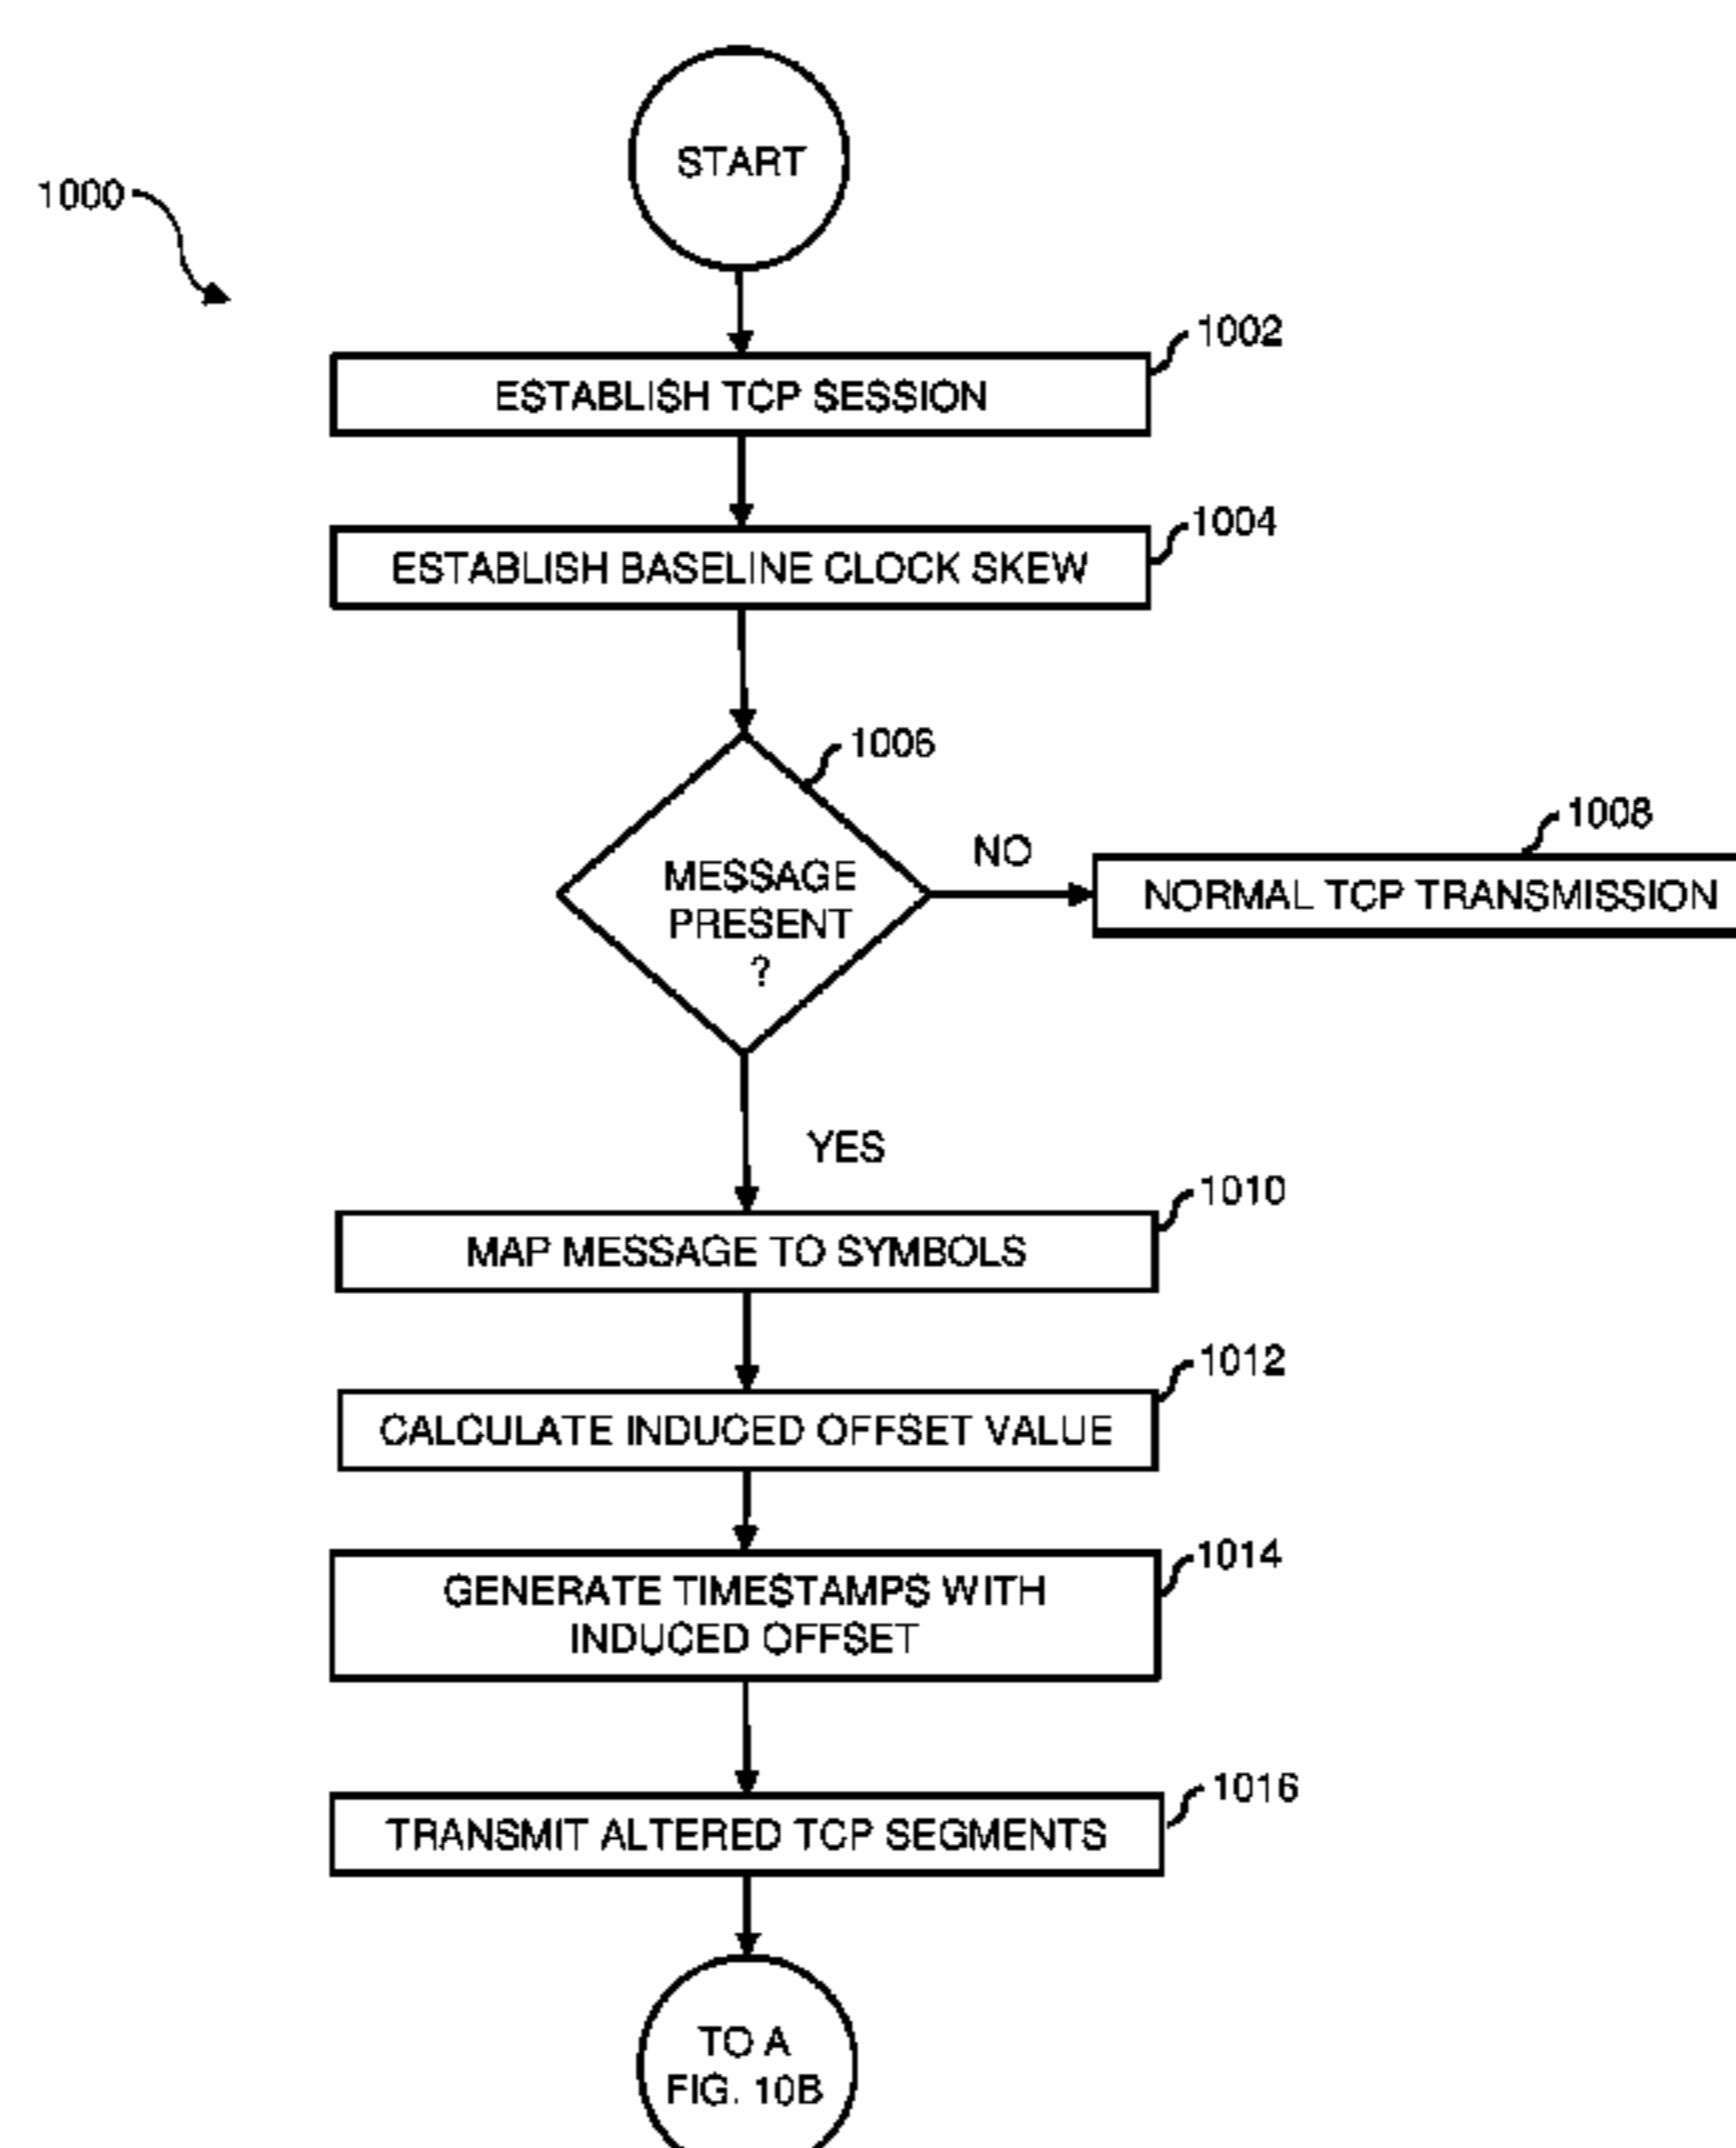 START
1000
1002
ESTABLISH TCP SESSION
1004
ESTABLISH BASELINE CLOCK SKEW
1006
MESSAGE
PRESENT
?
NO
1008
NORMAL TCP TRANSMISSION
YES
1010
MAP MESSAGE TO SYMBOLS
1012
CALCULATE INDUCED OFFSET VALUE
1014
GENERATE TIMESTAMPS WITH
INDUCED OFFSET
1016
TRANSMIT ALTERED TCP SEGMENTS
TO A
FIG. 10B